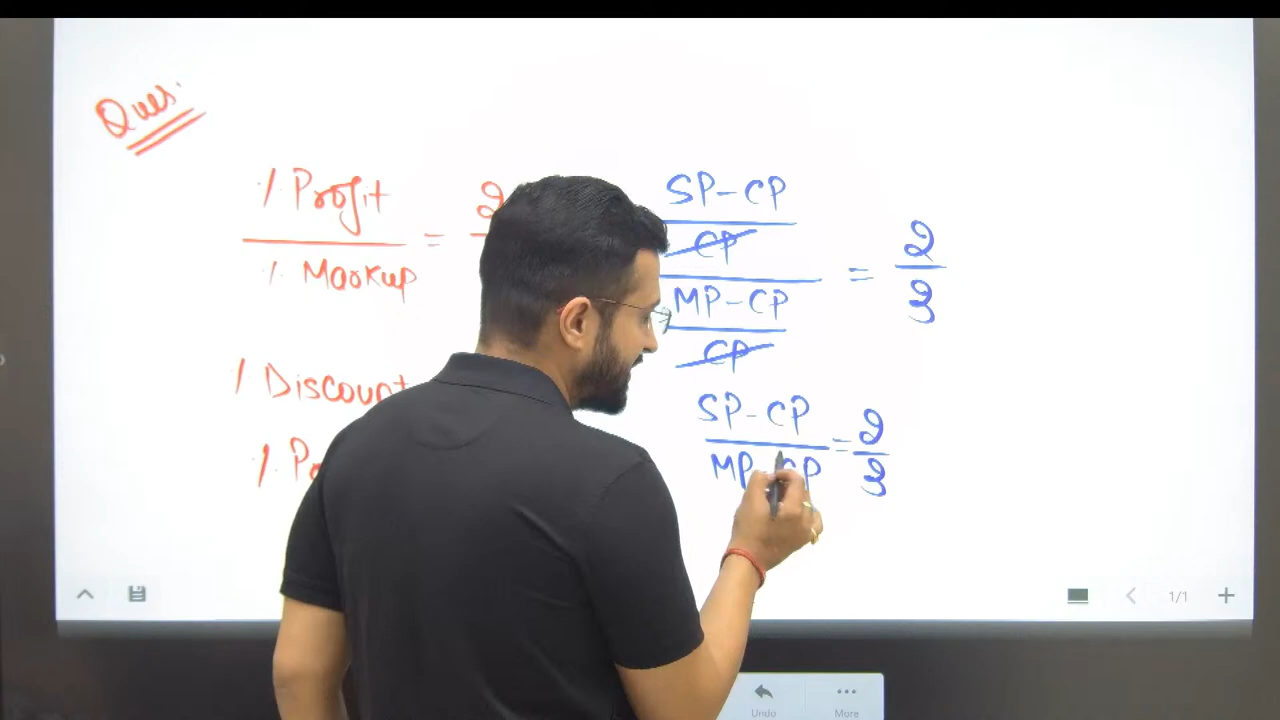 Ques.
% Profit
% Markup
=
2
% Discount
%
SP-CP
CP
MP-CP
CP
= 2/3
SP-CP
MP-CP
= 2/3
1/1
Undo
More